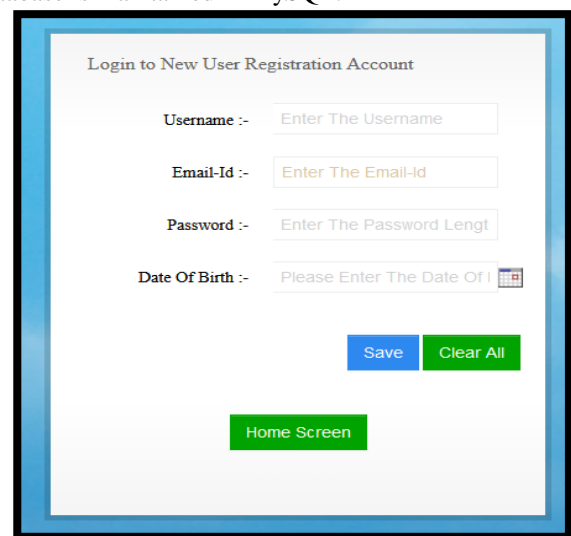 Login to New User Registration Account
Username :- Enter The Username
Email-Id :- Enter The Email-Id
Password :- Enter The Password Lengt
Date Of Birth :- Please Enter The Date Of
Save Clear All
Home Screen